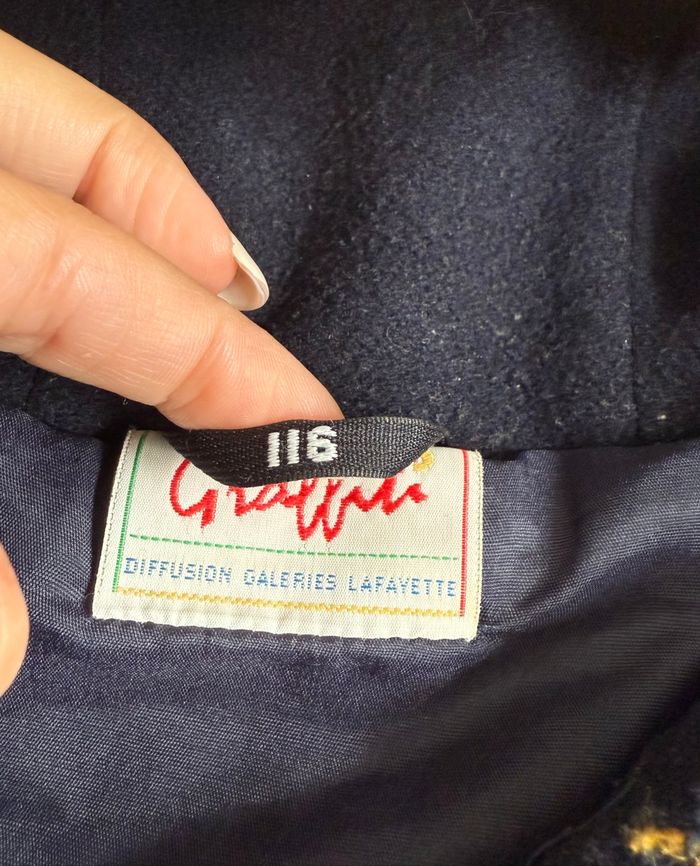 116
Graffiti
DIFFUSION GALERIES LAFAYETTE